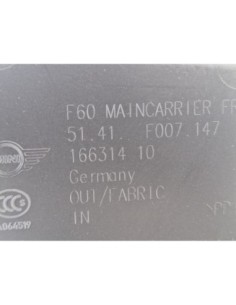 F60 MAINCARRIER FR
51.41. F007.147
166314 10
Germany
OUT/FABRIC
IN